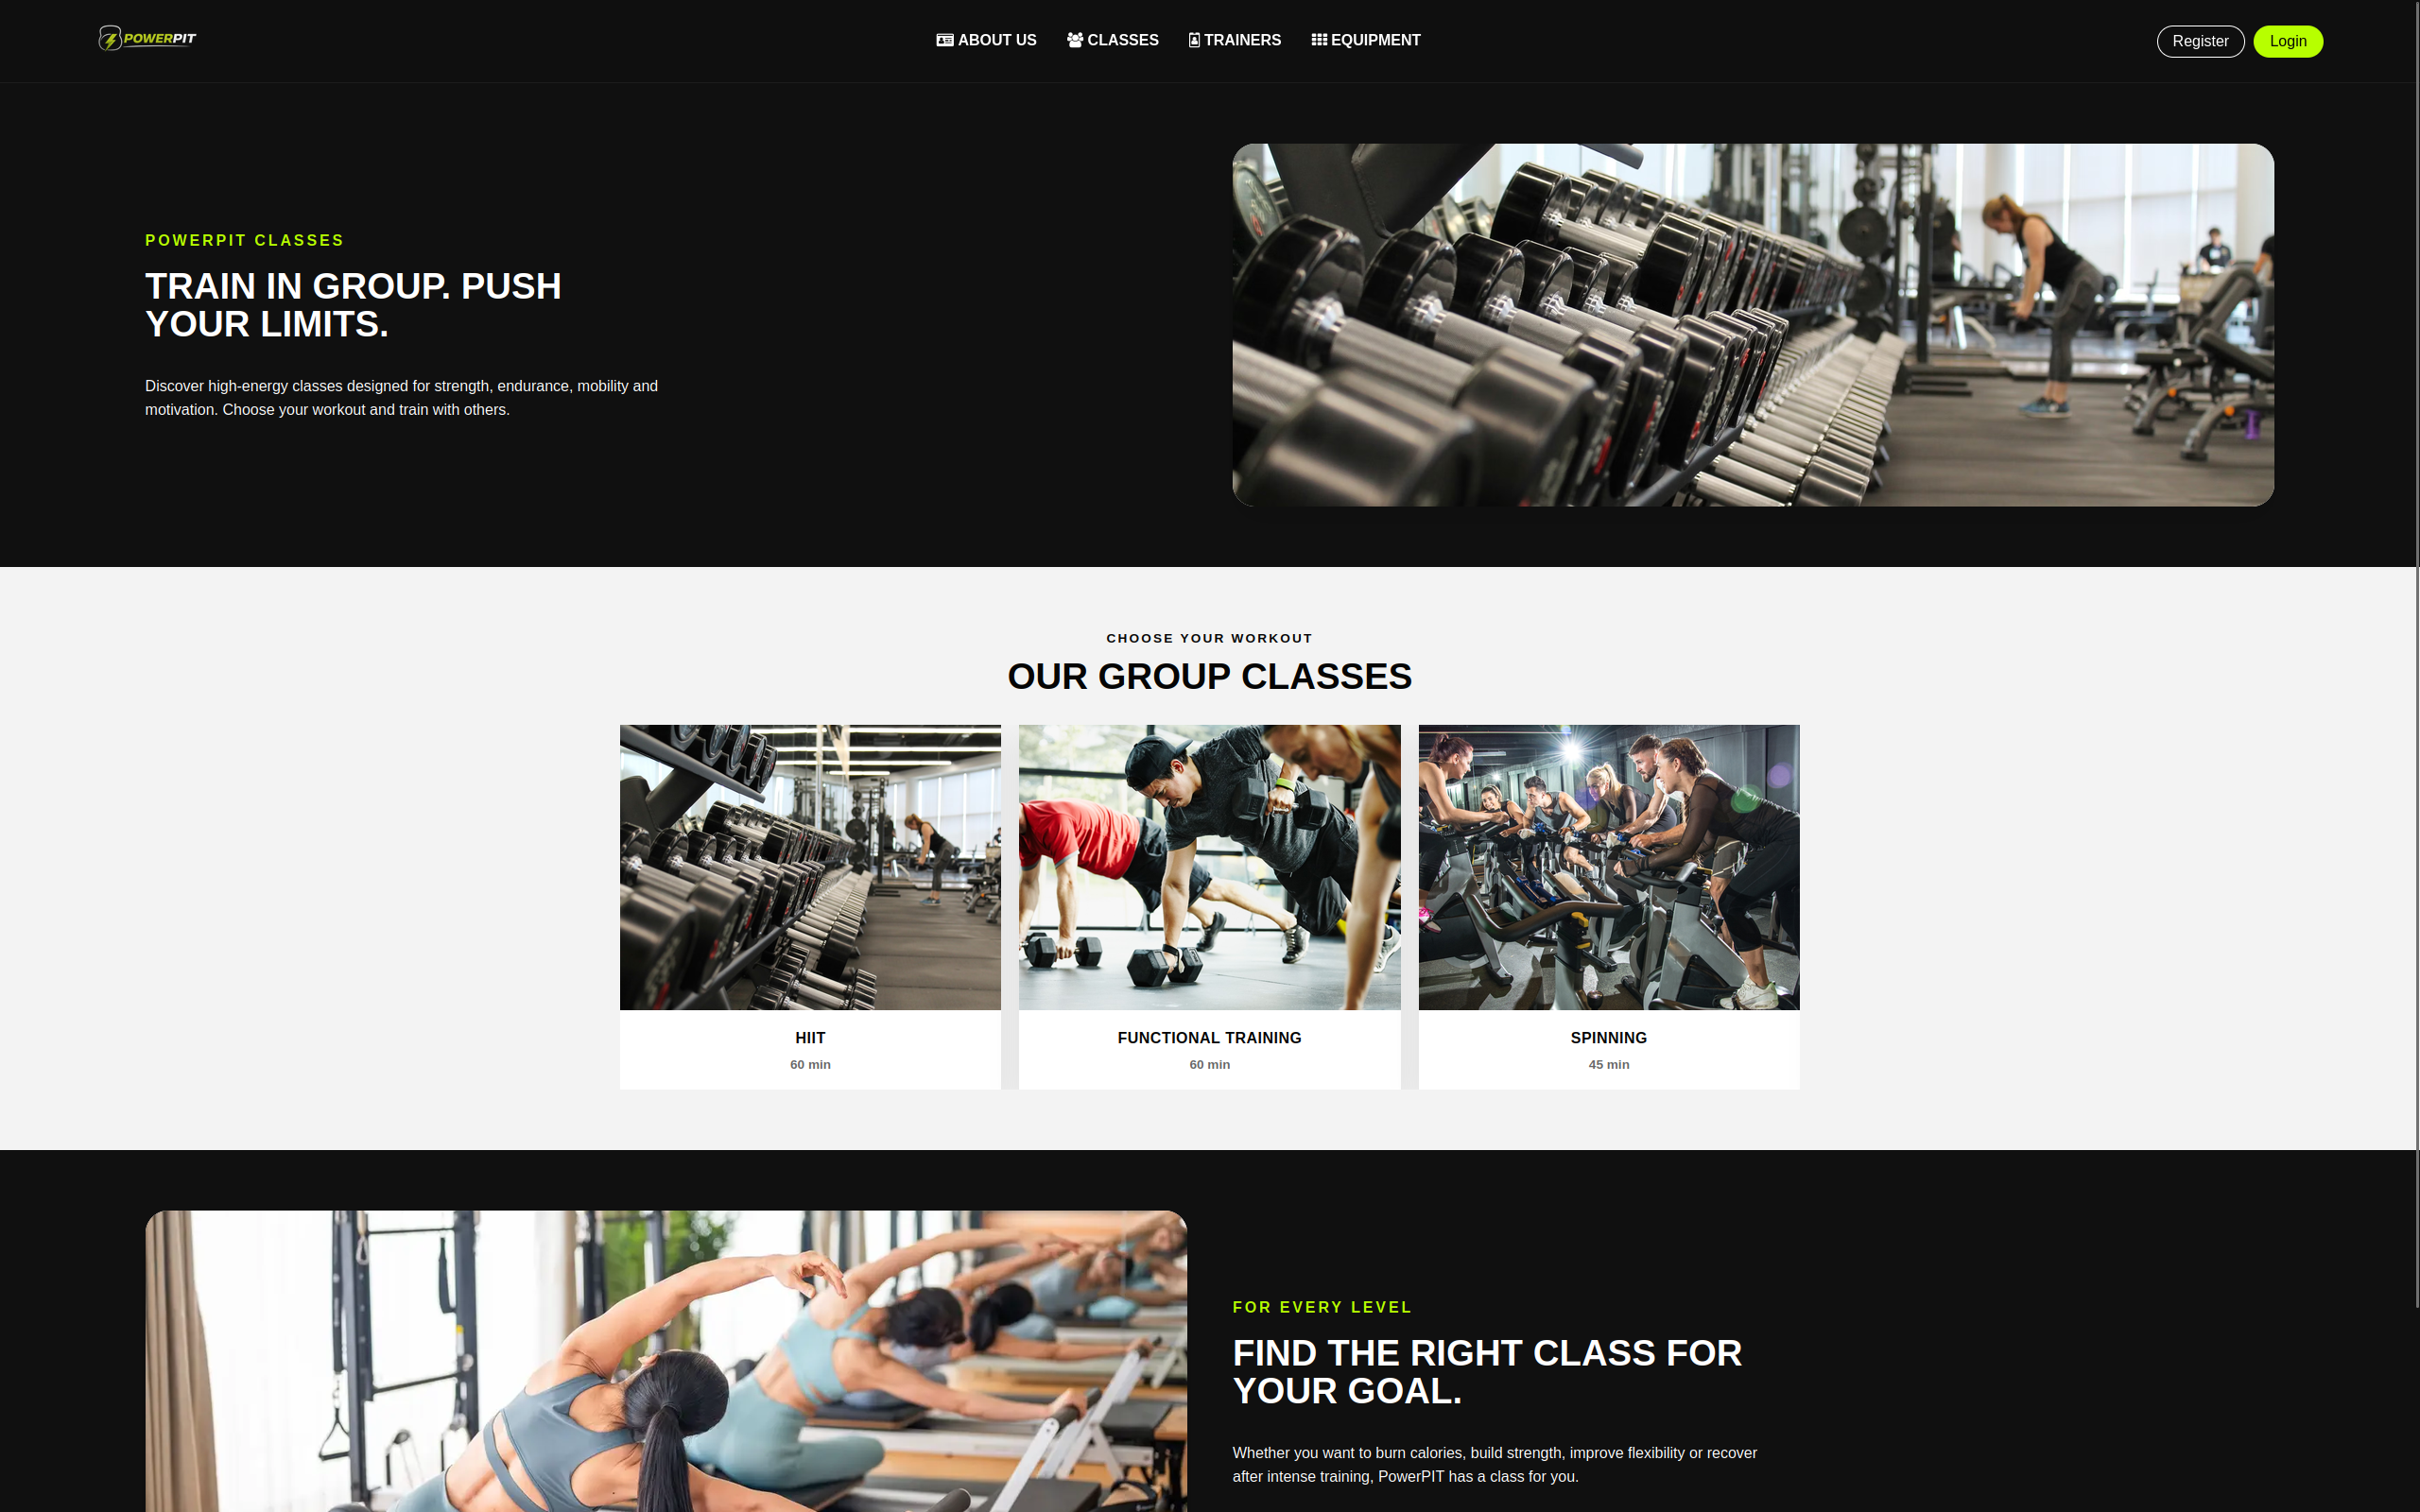 POWERPIT
ABOUT US
CLASSES
TRAINERS
EQUIPMENT
Register
Login
POWERPIT CLASSES
TRAIN IN GROUP. PUSH
YOUR LIMITS.
Discover high-energy classes designed for strength, endurance, mobility and
motivation. Choose your workout and train with others.
CHOOSE YOUR WORKOUT
OUR GROUP CLASSES
HIIT
60 min
FUNCTIONAL TRAINING
60 min
SPINNING
45 min
FOR EVERY LEVEL
FIND THE RIGHT CLASS FOR
YOUR GOAL.
Whether you want to burn calories, build strength, improve flexibility or recover
after intense training, PowerPIT has a class for you.